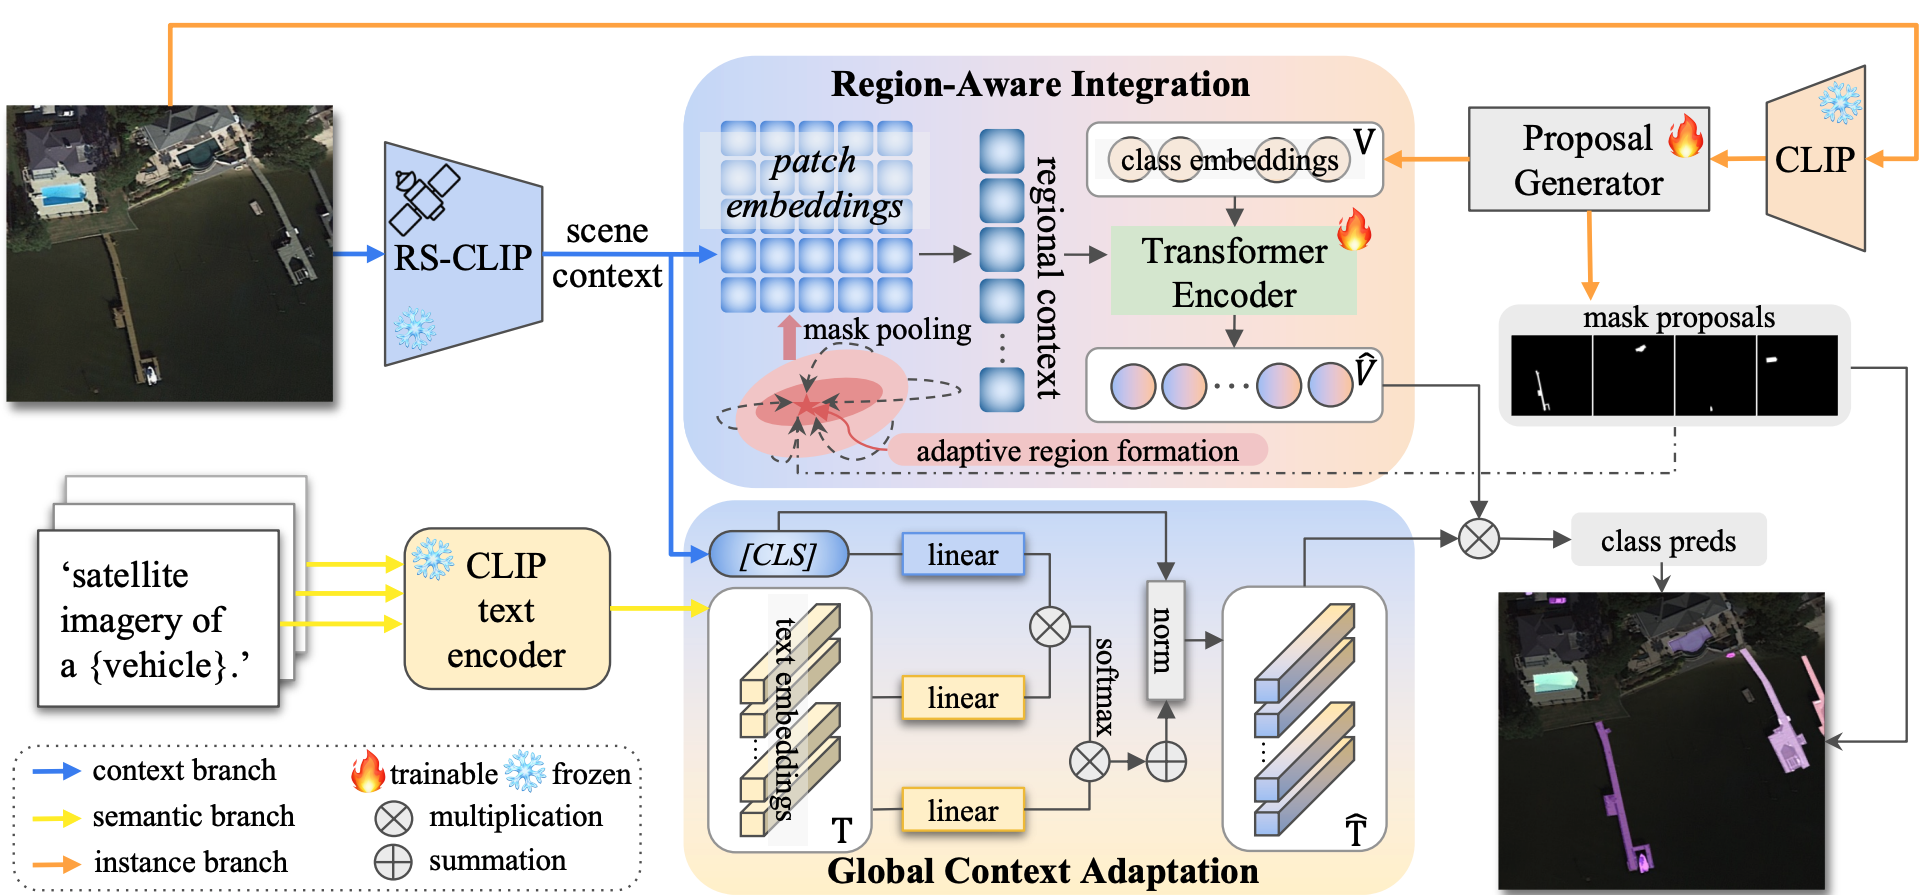 Region-Aware Integration
patch
embeddings
regional context
class embeddings
V
Proposal
Generator
CLIP
RS-CLIP
scene
context
Transformer
Encoder
mask pooling
V̂
mask proposals
adaptive region formation
[CLS]
linear
class preds
‘satellite
imagery of
a {vehicle}.’
CLIP
text
encoder
text embeddings
T
linear
softmax
norm
linear
T̂
Global Context Adaptation
context branch
trainable
frozen
semantic branch
multiplication
instance branch
summation